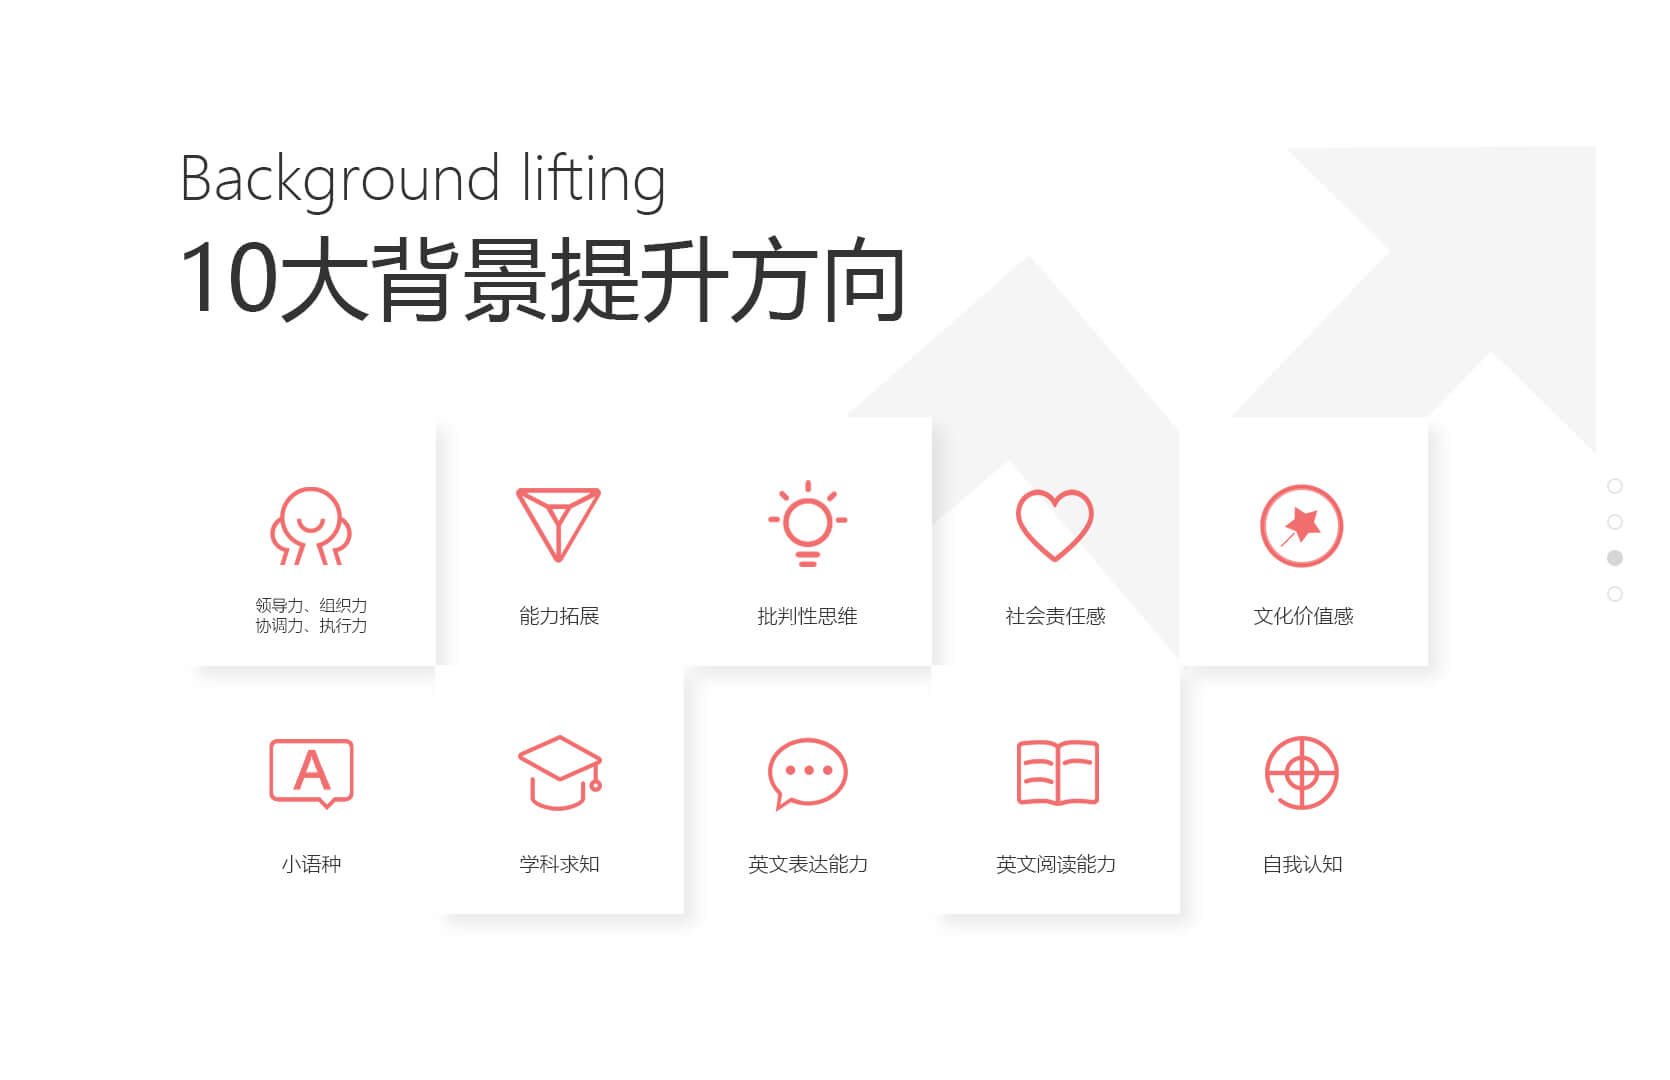 Background lifting
10大背景提升方向
领导力、组织力
协调力、执行力
能力拓展
批判性思维
社会责任感
文化价值感
A
小语种
学科求知
英文表达能力
英文阅读能力
自我认知